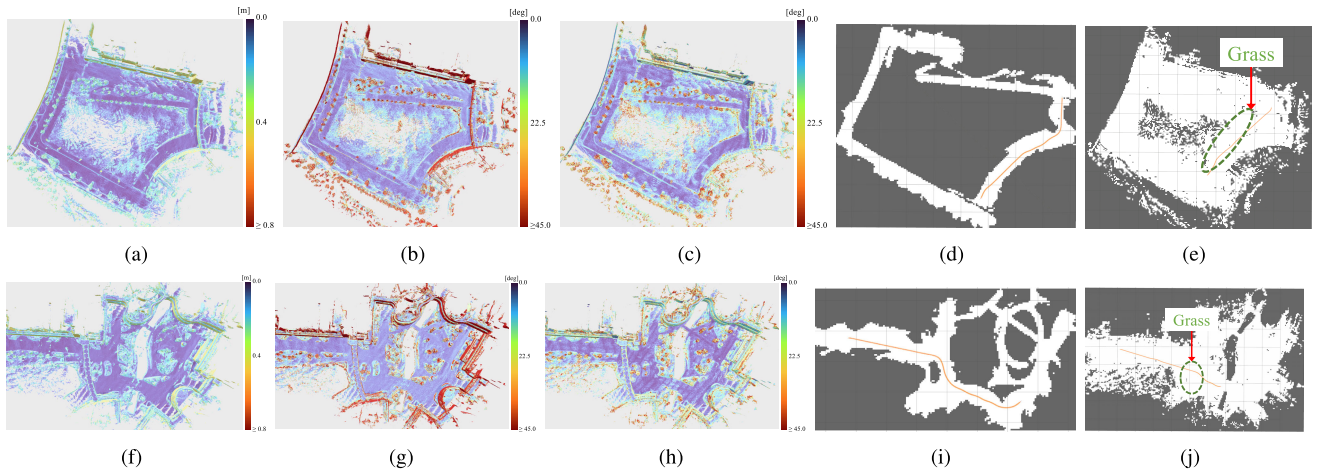 [m]
0.0
0.4
≥ 0.8
[deg]
0.0
22.5
≥45.0
[deg]
0.0
22.5
≥45.0
Grass
(a)
(b)
(c)
(d)
(e)
[m]
0.0
0.4
≥ 0.8
[deg]
0.0
22.5
≥ 45.0
[deg]
0.0
22.5
≥ 45.0
Grass
(f)
(g)
(h)
(i)
(j)